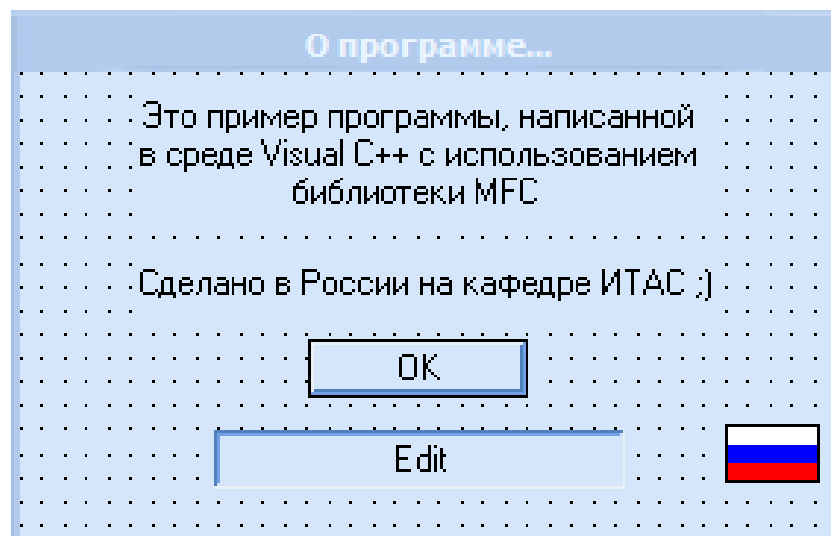 О программе...
Это пример программы, написанной
в среде Visual C++ с использованием
библиотеки MFC
Сделано в России на кафедре ИТАС ;)
OK
Edit